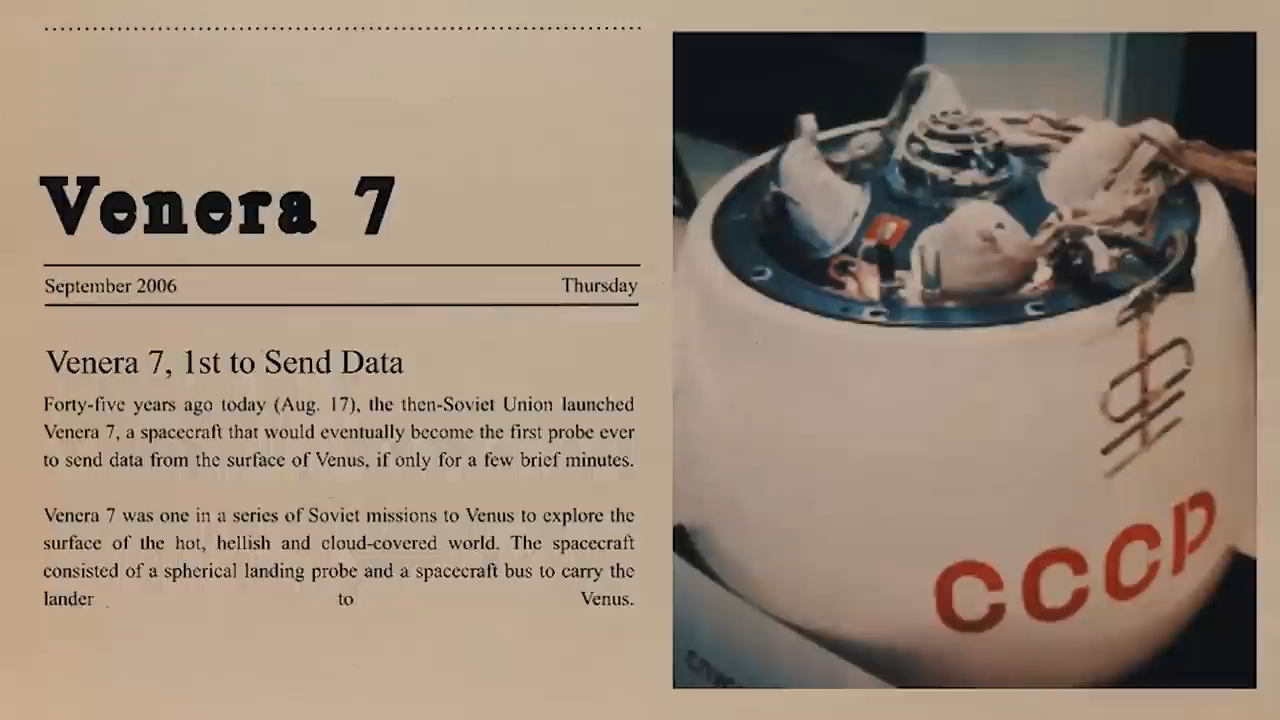 Venera 7
September 2006 Thursday
Venera 7, 1st to Send Data
Forty-five years ago today (Aug. 17), the then-Soviet Union launched
Venera 7, a spacecraft that would eventually become the first probe ever
to send data from the surface of Venus, if only for a few brief minutes.
Venera 7 was one in a series of Soviet missions to Venus to explore the
surface of the hot, hellish and cloud-covered world. The spacecraft
consisted of a spherical landing probe and a spacecraft bus to carry the
lander to Venus.
СССР